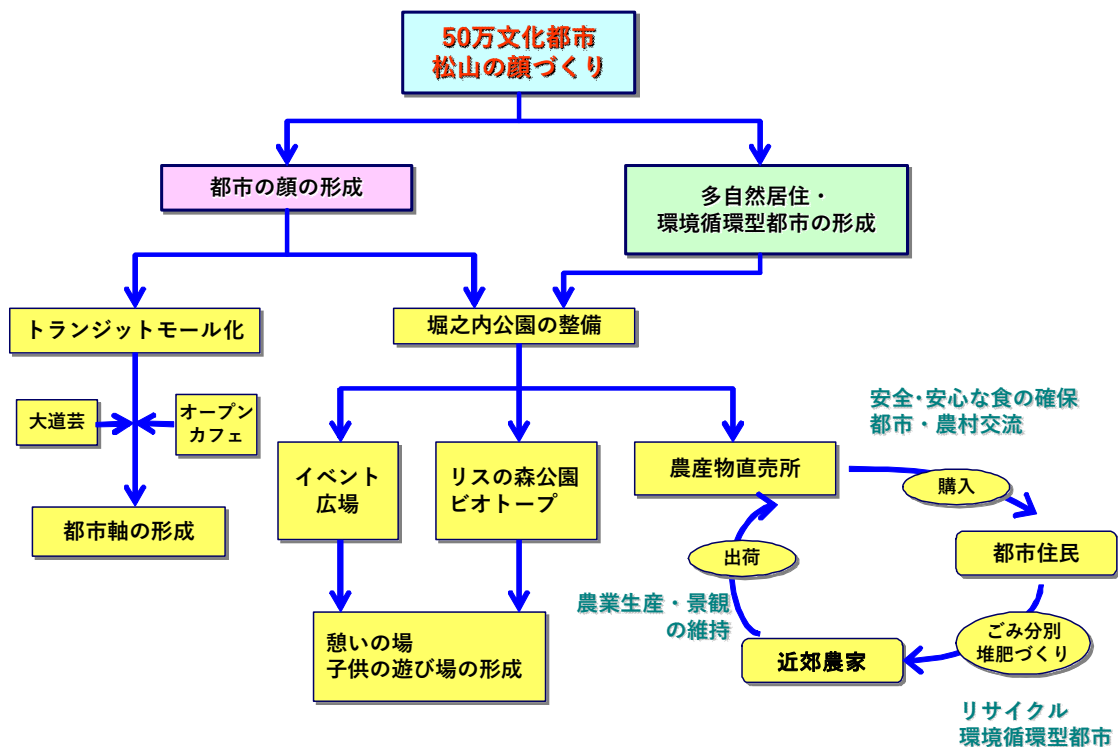 50万文化都市
松山の顔づくり
都市の顔の形成
多自然居住・
環境循環型都市の形成
トランジットモール化
堀之内公園の整備
大道芸
オープン
カフェ
安全・安心な食の確保
都市・農村交流
イベント
広場
リスの森公園
ビオトープ
農産物直売所
購入
都市軸の形成
出荷
都市住民
農業生産・景観
の維持
憩いの場
子供の遊び場の形成
近郊農家
ごみ分別
堆肥づくり
リサイクル
環境循環型都市